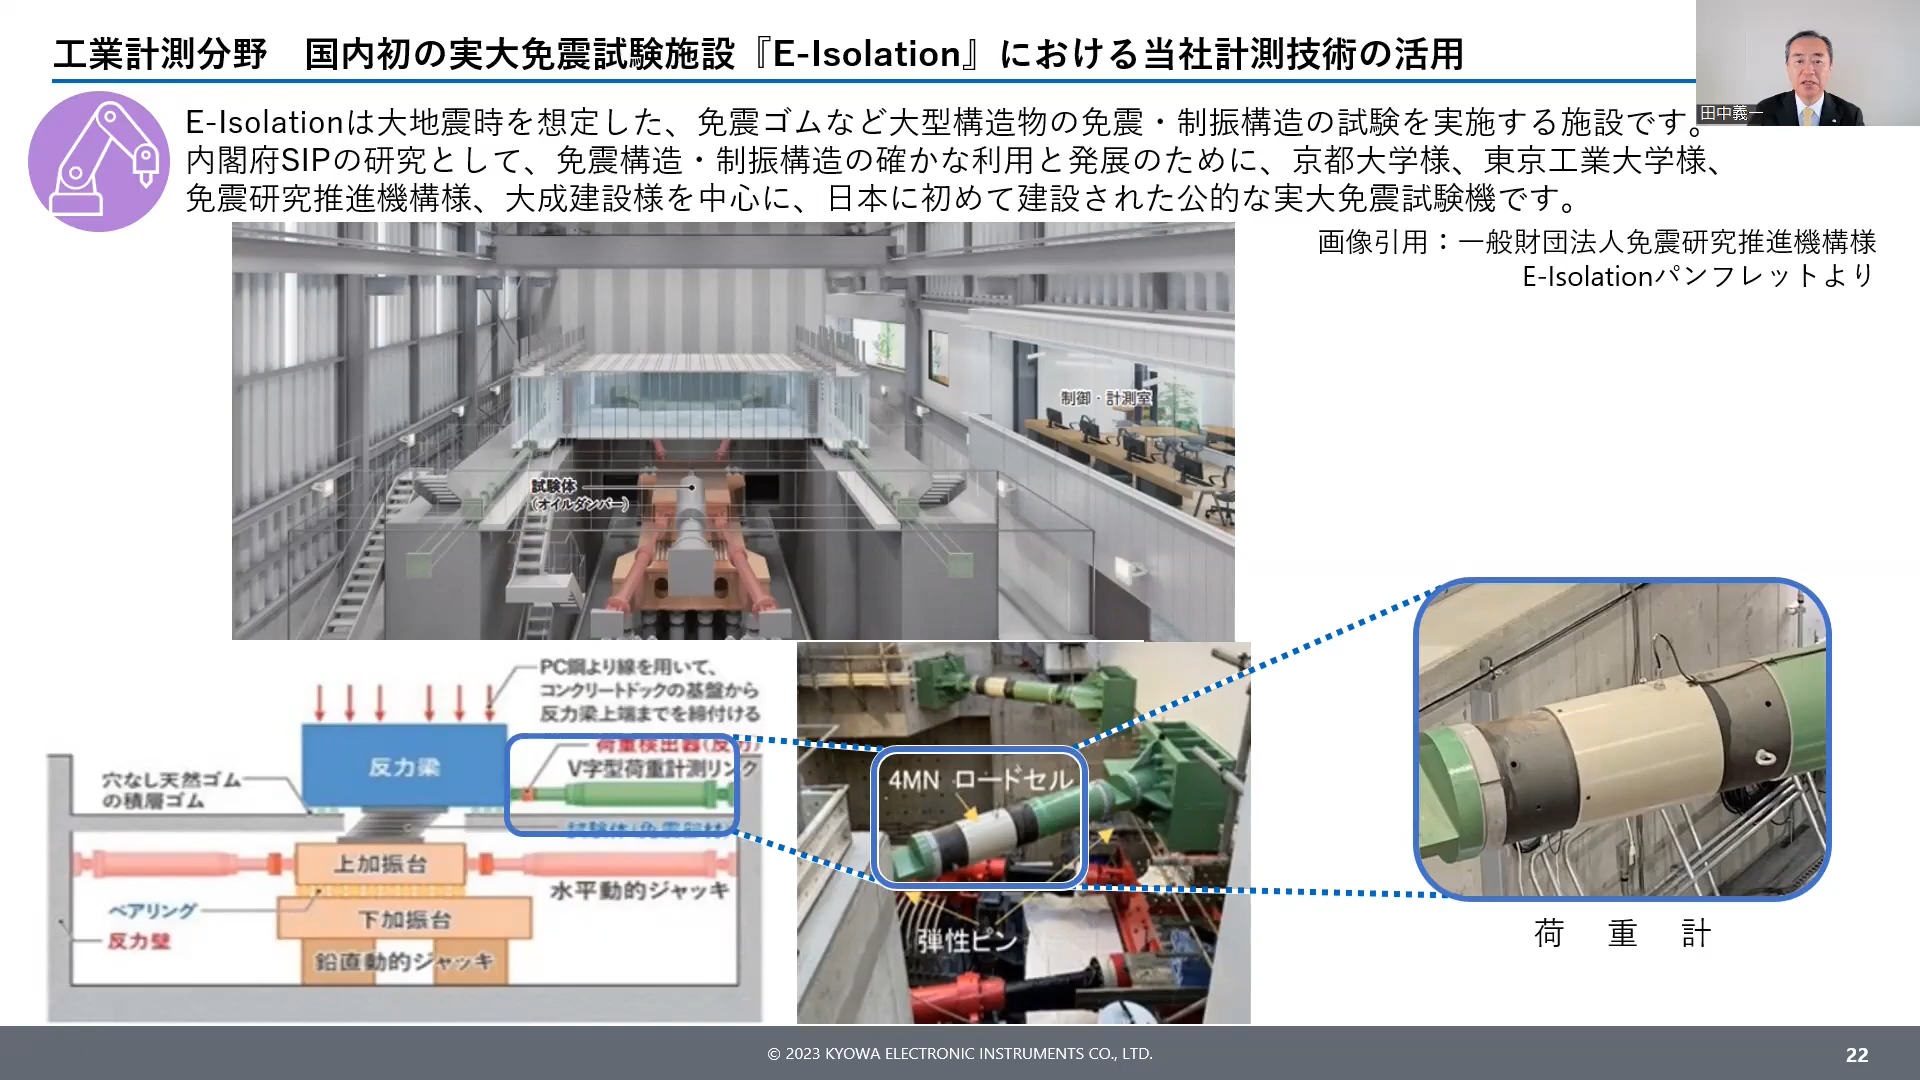 工業計測分野　国内初の実大免震試験施設『E-Isolation』における当社計測技術の活用
田中義一
E-Isolationは大地震時を想定した、免震ゴムなど大型構造物の免震・制振構造の試験を実施する施設です。
内閣府SIPの研究として、免震構造・制振構造の確かな利用と発展のために、京都大学様、東京工業大学様、
免震研究推進機構様、大成建設様を中心に、日本に初めて建設された公的な実大免震試験機です。
画像引用：一般財団法人免震研究推進機構様
E-Isolationパンフレットより
制御・計測室
試験体
(オイルダンパー)
PC鋼より線を用いて、
コンクリートドックの基盤から
反力梁上端までを締付ける
反力梁
荷重検出器(反力)
V字型荷重計測リンク
穴なし天然ゴム
の積層ゴム
試験体(免震部材)
上加振台
水平動的ジャッキ
ベアリング
下加振台
反力壁
鉛直動的ジャッキ
4MN ロードセル
弾性ピン
荷 重 計
© 2023 KYOWA ELECTRONIC INSTRUMENTS CO., LTD.
22